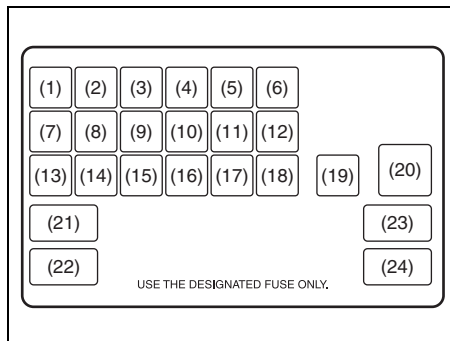 (1) (2) (3) (4) (5) (6)
(7) (8) (9) (10) (11) (12)
(13) (14) (15) (16) (17) (18) (19) (20)
(21) (23)
(22) (24)
USE THE DESIGNATED FUSE ONLY.